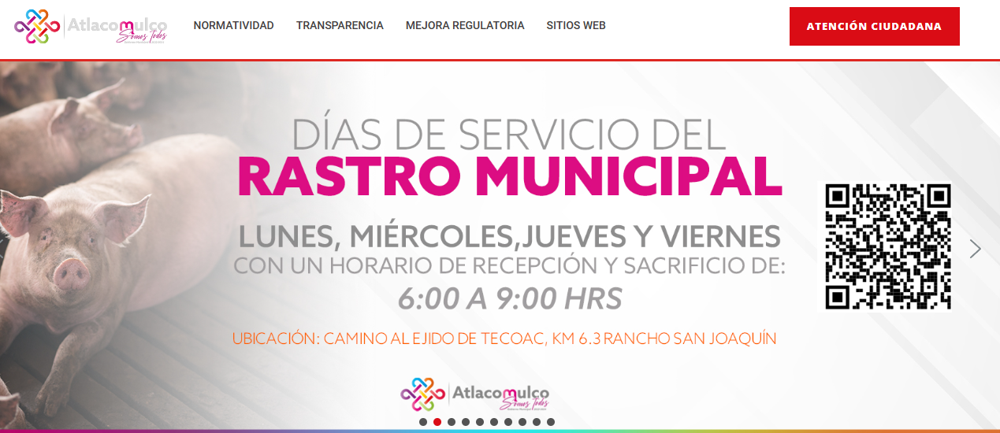 Atlacomulco
Somos Todos
NORMATIVIDAD
TRANSPARENCIA
MEJORA REGULATORIA
SITIOS WEB
ATENCIÓN CIUDADANA
DÍAS DE SERVICIO DEL
RASTRO MUNICIPAL
LUNES, MIÉRCOLES,JUEVES Y VIERNES
CON UN HORARIO DE RECEPCIÓN Y SACRIFICIO DE:
6:00 A 9:00 HRS
UBICACIÓN: CAMINO AL EJIDO DE TECOAC, KM 6.3 RANCHO SAN JOAQUÍN
Atlacomulco
Somos Todos